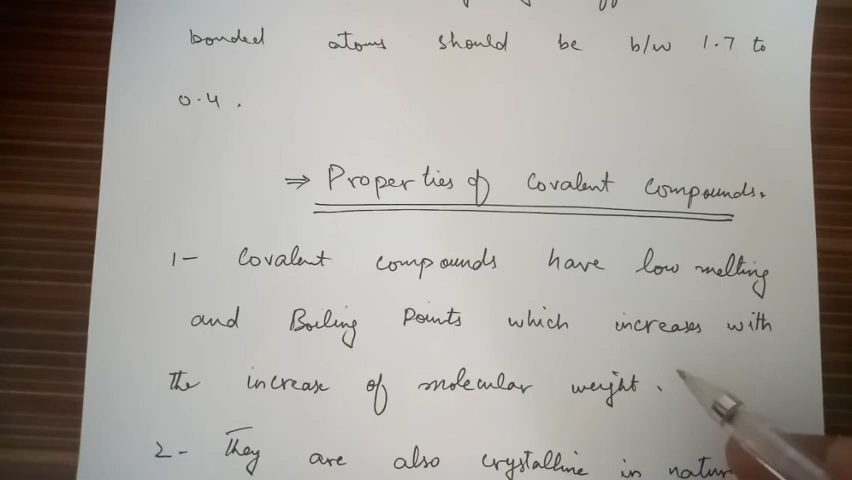 bonded atoms should be b/w 1.7 to
0.4.
⇒ Properties of Covalent Compounds.
1- Covalent compounds have low melting
and Boiling Points which increases with
the increase of molecular weight.
2- They are also crystalline in natur